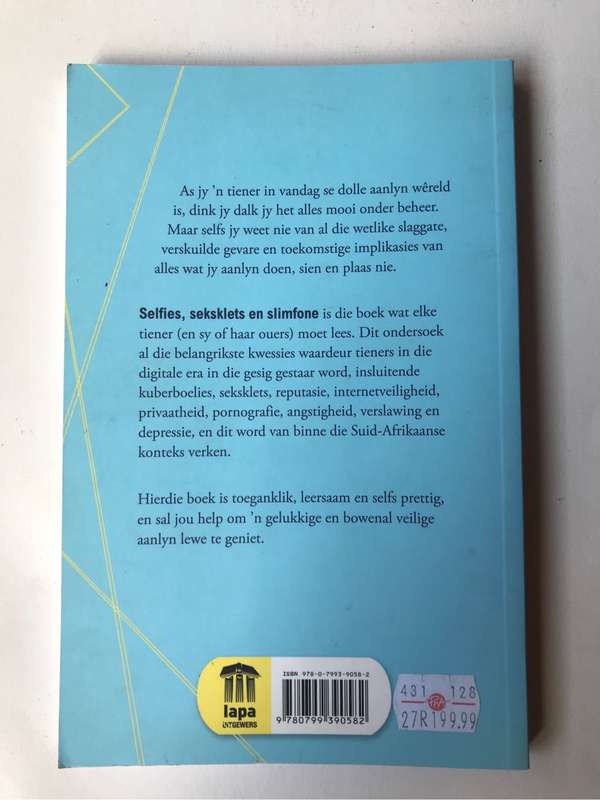 As jy 'n tiener in vandag se dolle aanlyn wêreld
is, dink jy dalk jy het alles mooi onder beheer.
Maar selfs jy weet nie van al die wetlike slaggate,
verskuilde gevare en toekomstige implikasies van
alles wat jy aanlyn doen, sien en plaas nie.
Selfies, seksklets en slimfone is die boek wat elke
tiener (en sy of haar ouers) moet lees. Dit ondersoek
al die belangrikste kwessies waardeur tieners in die
digitale era in die gesig gestaar word, insluitende
kuberboelies, seksklets, reputasie, internetveiligheid,
privaatheid, pornografie, angstigheid, verslawing en
depressie, en dit word van binne die Suid-Afrikaanse
konteks verken.
Hierdie boek is toeganklik, leersaam en selfs prettig,
en sal jou help om 'n gelukkige en bowenal veilige
aanlyn lewe te geniet.
lapa
UITGEWERS
ISBN 978-0-7993-9058-2
9 780799 390582
431 128
27R199.99